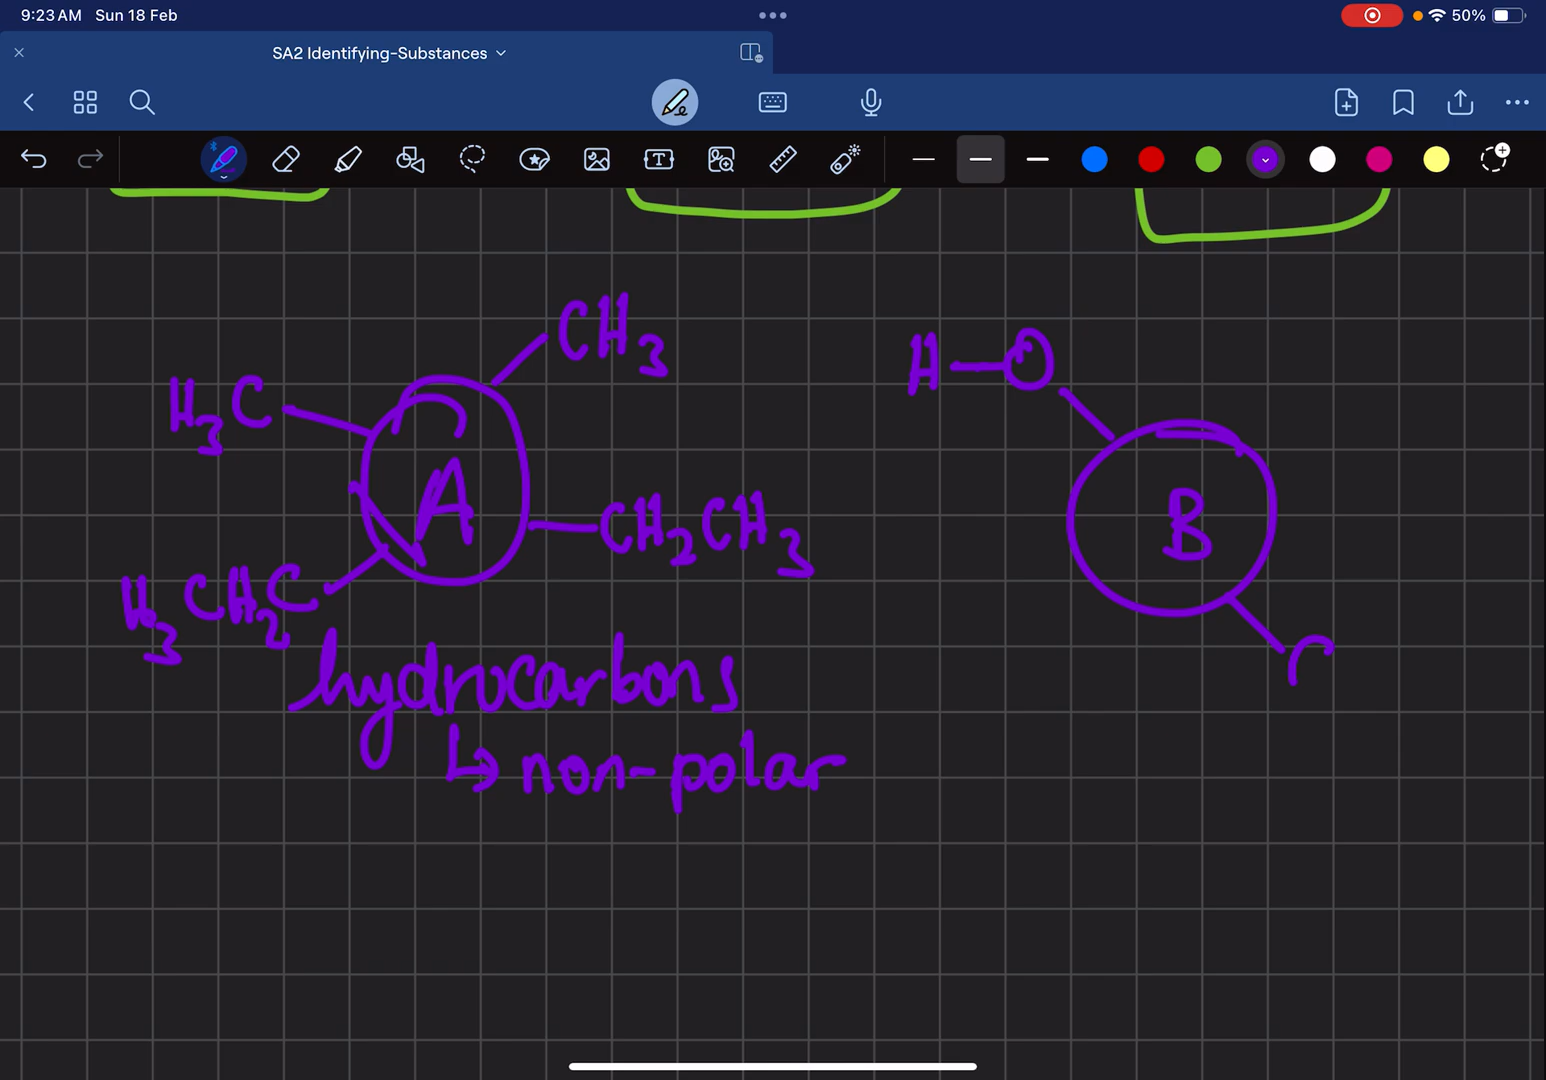 9:23 AM Sun 18 Feb
50%
SA2 Identifying-Substances
T
CH3
H3C
A
CH2CH3
H3CH2C
hydrocarbons
↳ non-polar
H-O
B